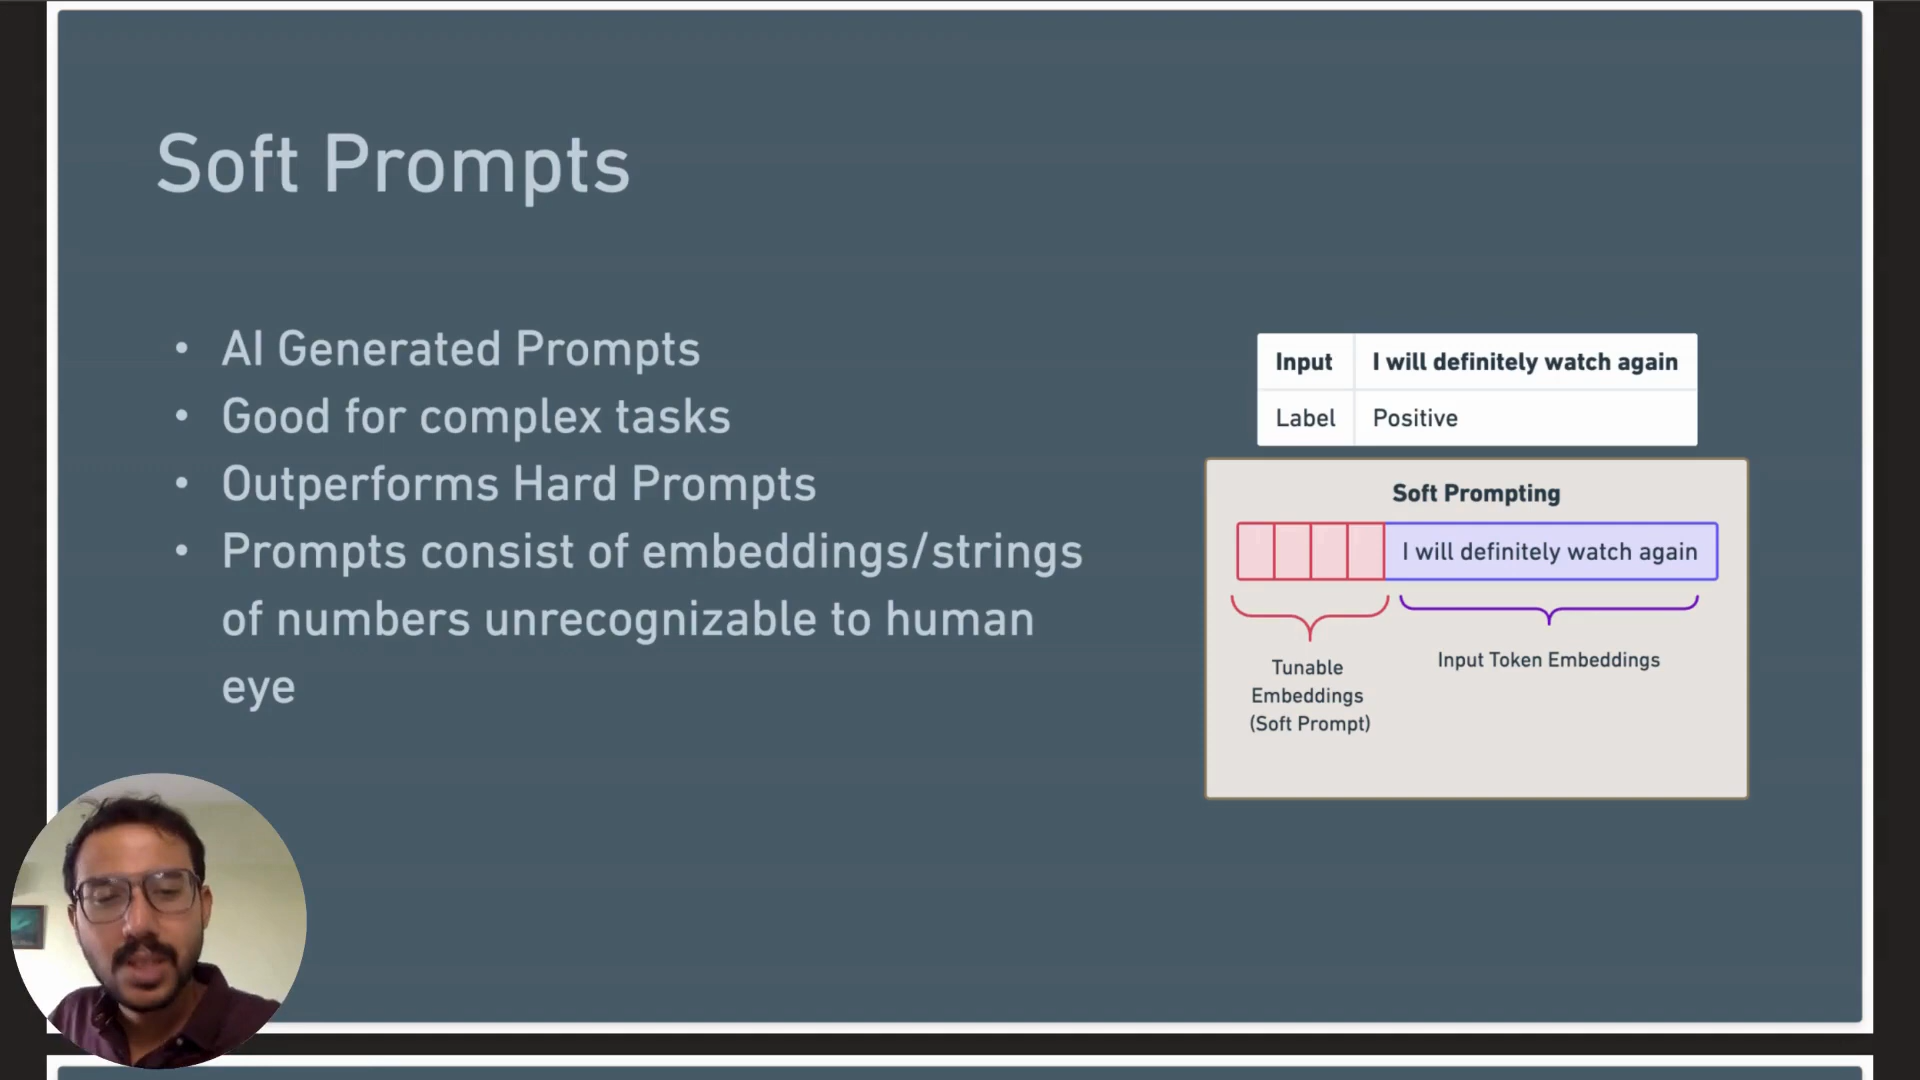 Soft Prompts
• AI Generated Prompts
• Good for complex tasks
• Outperforms Hard Prompts
• Prompts consist of embeddings/strings
of numbers unrecognizable to human
eye
Input I will definitely watch again
Label Positive
Soft Prompting
I will definitely watch again
Tunable
Embeddings
(Soft Prompt)
Input Token Embeddings